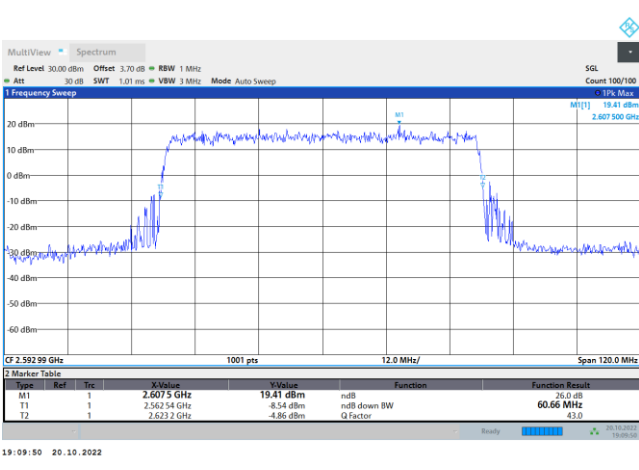 MultiView Spectrum
Ref Level 30.00 dBm Offset 3.70 dB RBW 1 MHz SGL
Att 30 dB SWT 1.01 ms VBW 3 MHz Mode Auto Sweep Count 100/100
1 Frequency Sweep 1Pk Max
M1[1] 19.41 dBm
M1 2.607 500 GHz
20 dBm
10 dBm
0 dBm
T1 T2
-10 dBm
-20 dBm
-30 dBm
-40 dBm
-50 dBm
-60 dBm
CF 2.592 99 GHz 1001 pts 12.0 MHz/ Span 120.0 MHz
2 Marker Table
Type Ref Trc X-Value Y-Value Function Function Result
M1 1 2.607 5 GHz 19.41 dBm ndB 26.0 dB
T1 1 2.562 54 GHz -8.54 dBm ndB down BW 60.66 MHz
T2 1 2.623 2 GHz -4.86 dBm Q Factor 43.0
Ready 20.10.2022
19:09:50
19:09:50 20.10.2022